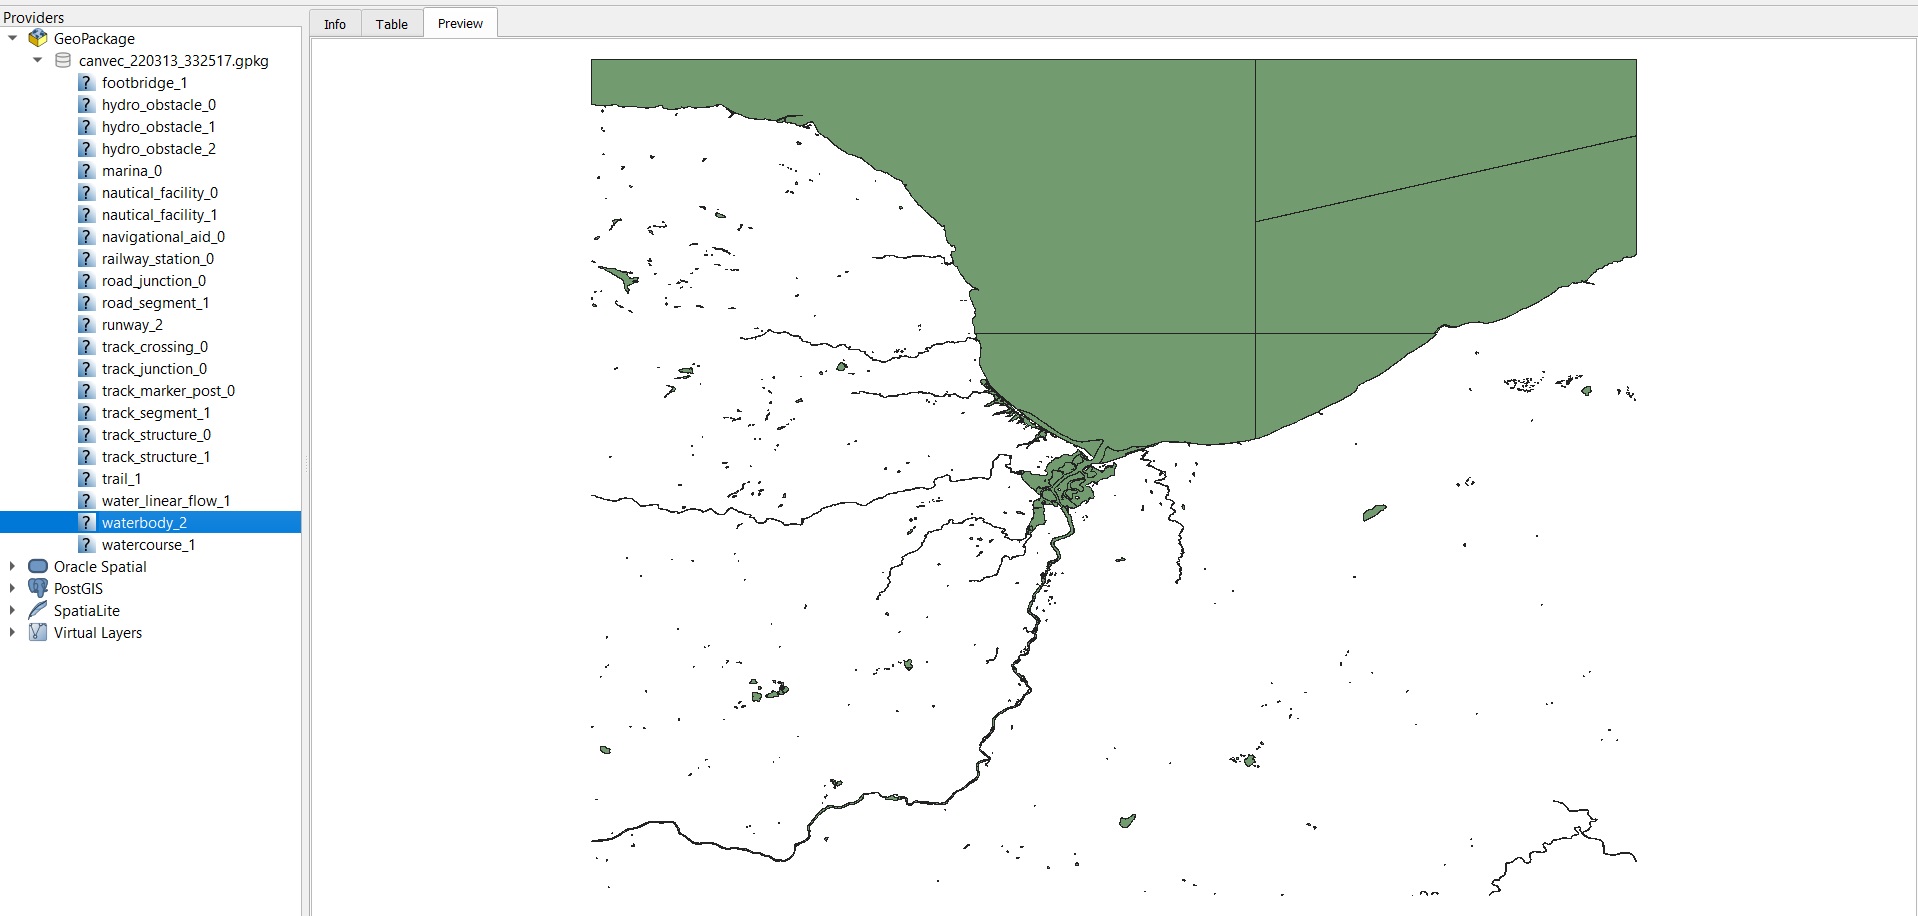 Providers
Info Table Preview
GeoPackage
canvec_220313_332517.gpkg
footbridge_1
hydro_obstacle_0
hydro_obstacle_1
hydro_obstacle_2
marina_0
nautical_facility_0
nautical_facility_1
navigational_aid_0
railway_station_0
road_junction_0
road_segment_1
runway_2
track_crossing_0
track_junction_0
track_marker_post_0
track_segment_1
track_structure_0
track_structure_1
trail_1
water_linear_flow_1
waterbody_2
watercourse_1
Oracle Spatial
PostGIS
SpatiaLite
Virtual Layers